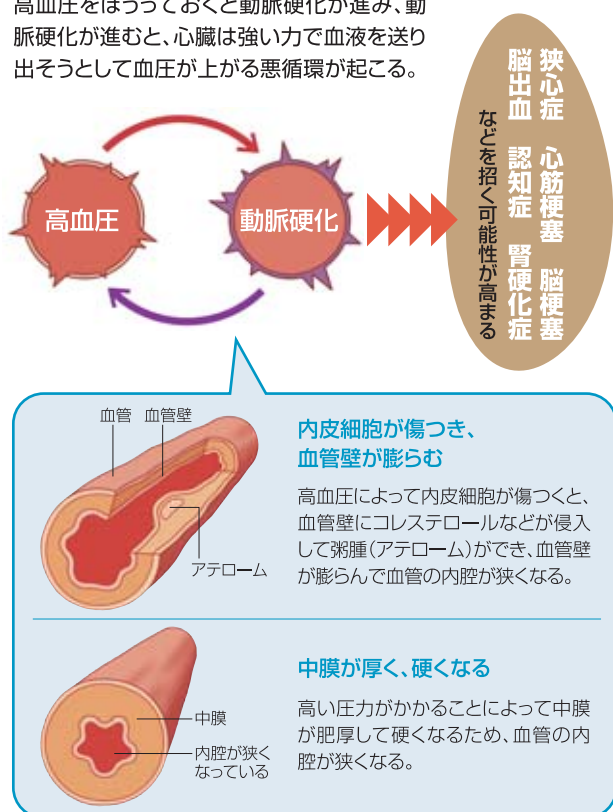 高血圧をほうっておくと動脈硬化が進み、動
脈硬化が進むと、心臓は強い力で血液を送り
出そうとして血圧が上がる悪循環が起こる。
高血圧
動脈硬化
狭心症 心筋梗塞 脳梗塞
脳出血 認知症 腎硬化症
などを招く可能性が高まる
血管
血管壁
アテローム
内皮細胞が傷つき、
血管壁が膨らむ
高血圧によって内皮細胞が傷つくと、
血管壁にコレステロールなどが侵入
して粥腫(アテローム)ができ、血管壁
が膨らんで血管の内腔が狭くなる。
中膜
内腔が狭く
なっている
中膜が厚く、硬くなる
高い圧力がかかることによって中膜
が肥厚して硬くなるため、血管の内
腔が狭くなる。